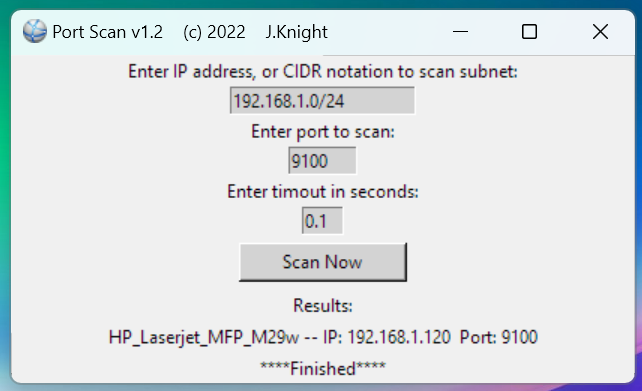 Port Scan v1.2 (c) 2022 J.Knight
Enter IP address, or CIDR notation to scan subnet:
192.168.1.0/24
Enter port to scan:
9100
Enter timout in seconds:
0.1
Scan Now
Results:
HP_Laserjet_MFP_M29w -- IP: 192.168.1.120 Port: 9100
****Finished****